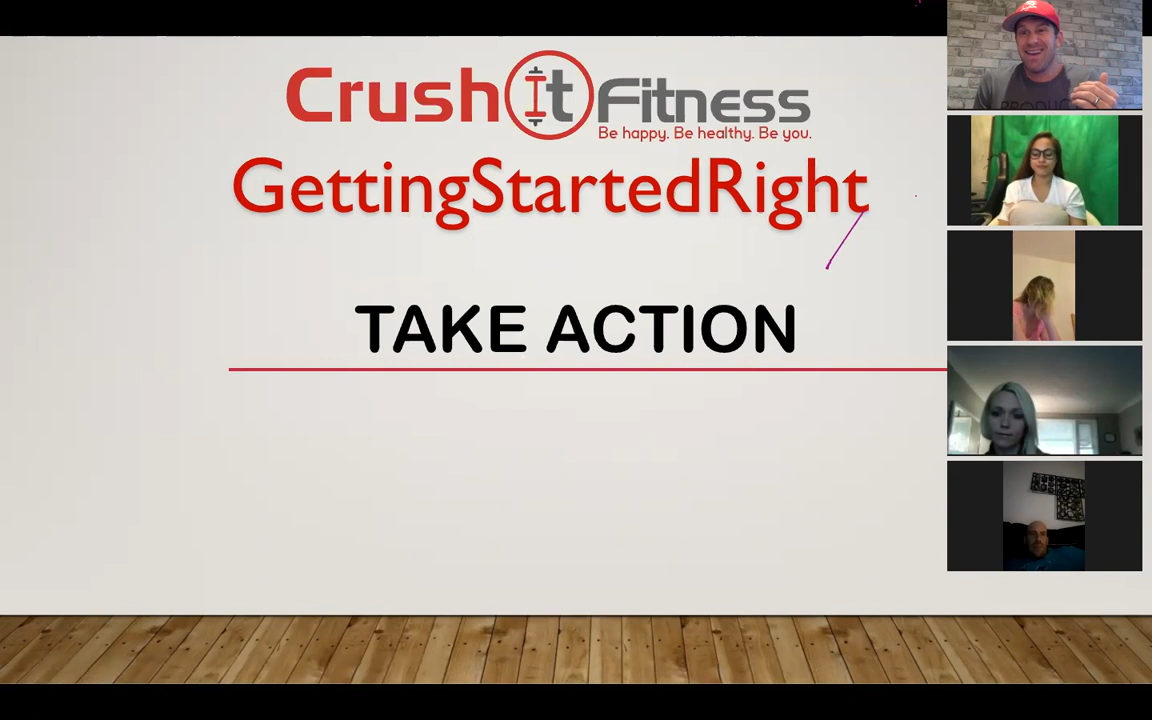 Crush It Fitness
Be happy. Be healthy. Be you.
GettingStartedRight
TAKE ACTION